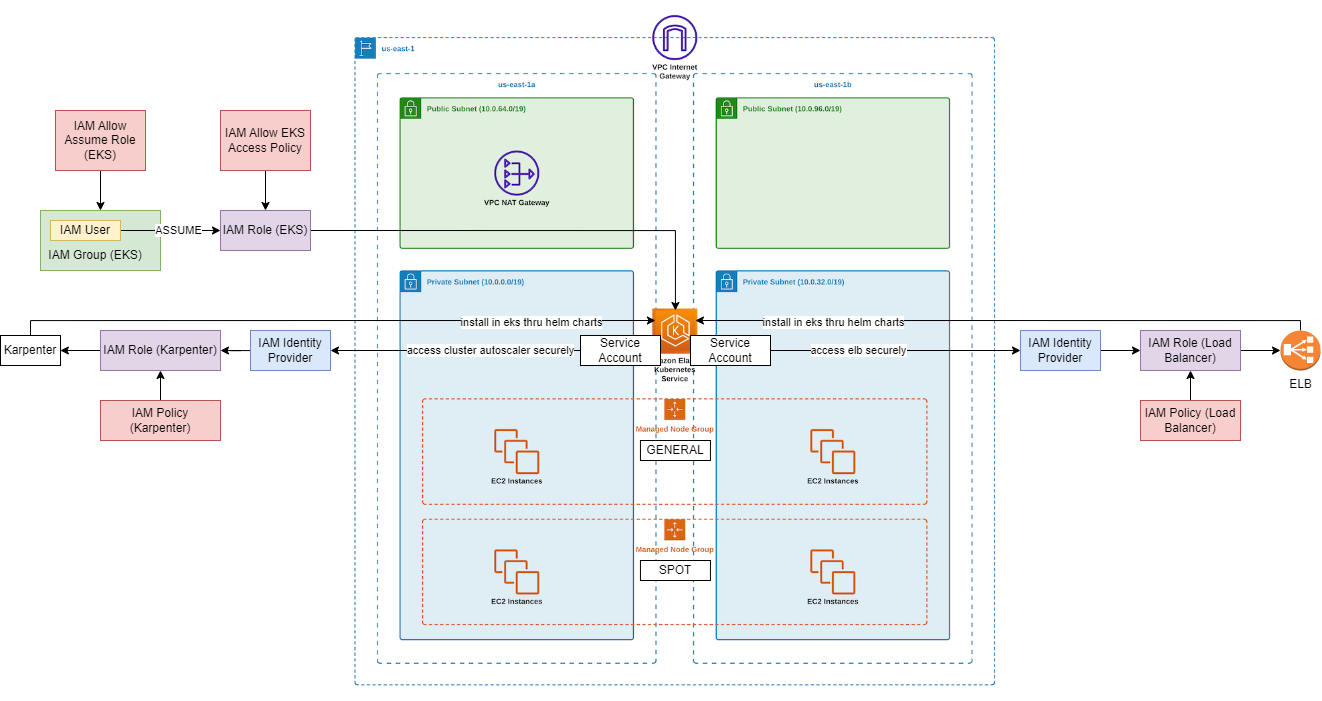 us-east-1
VPC Internet
Gateway
us-east-1a
us-east-1b
Public Subnet (10.0.64.0/19)
Public Subnet (10.0.96.0/19)
VPC NAT Gateway
IAM Allow
Assume Role
(EKS)
IAM Allow EKS
Access Policy
IAM User
IAM Group (EKS)
ASSUME
IAM Role (EKS)
Private Subnet (10.0.0.0/19)
Private Subnet (10.0.32.0/19)
install in eks thru helm charts
install in eks thru helm charts
Karpenter
IAM Role (Karpenter)
IAM Identity
Provider
access cluster autoscaler securely
Service
Account
Kubernetes
Service
Service
Account
access elb securely
IAM Identity
Provider
IAM Role (Load
Balancer)
ELB
IAM Policy
(Karpenter)
IAM Policy (Load
Balancer)
Managed Node Group
GENERAL
EC2 Instances
EC2 Instances
Managed Node Group
SPOT
EC2 Instances
EC2 Instances